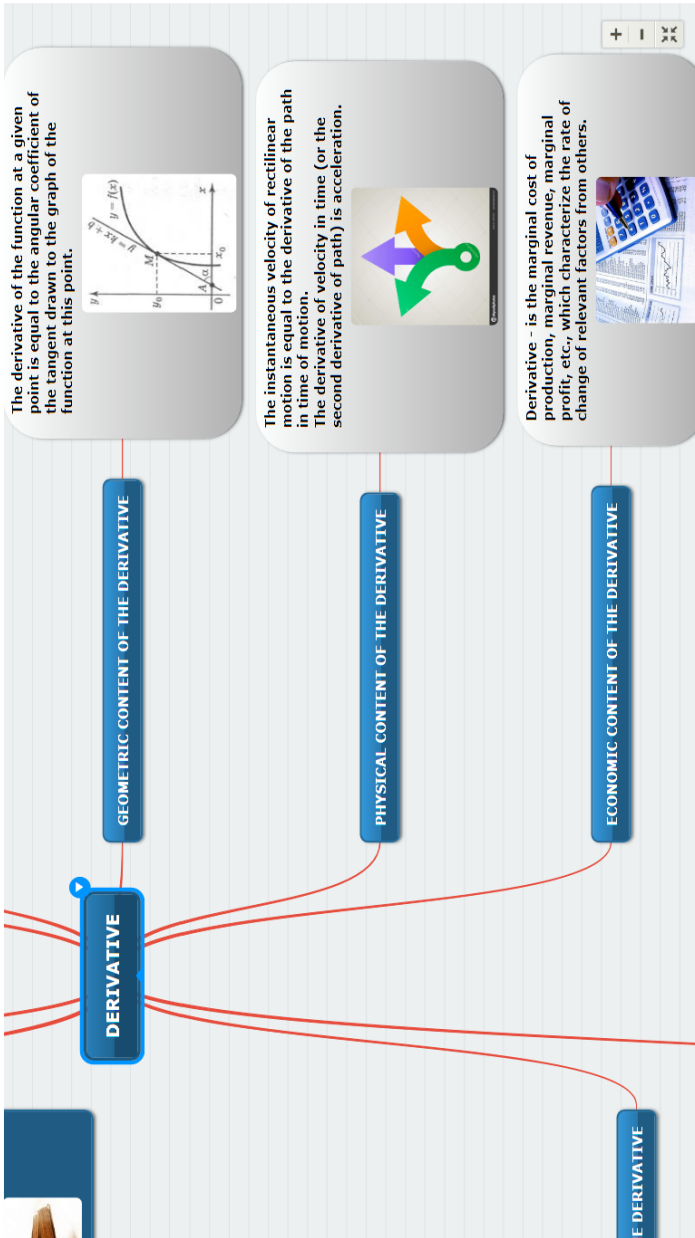 The derivative of the function at a given
point is equal to the angular coefficient of
the tangent drawn to the graph of the
function at this point.
y
y = f(x)
y = kx + b
M
y₀
A
α
0
x₀
x
GEOMETRIC CONTENT OF THE DERIVATIVE
The instantaneous velocity of rectilinear
motion is equal to the derivative of the path
in time of motion.
The derivative of velocity in time (or the
second derivative of path) is acceleration.
PHYSICAL CONTENT OF THE DERIVATIVE
Derivative - is the marginal cost of
production, marginal revenue, marginal
profit, etc., which characterize the rate of
change of relevant factors from others.
ECONOMIC CONTENT OF THE DERIVATIVE
DERIVATIVE
E DERIVATIVE